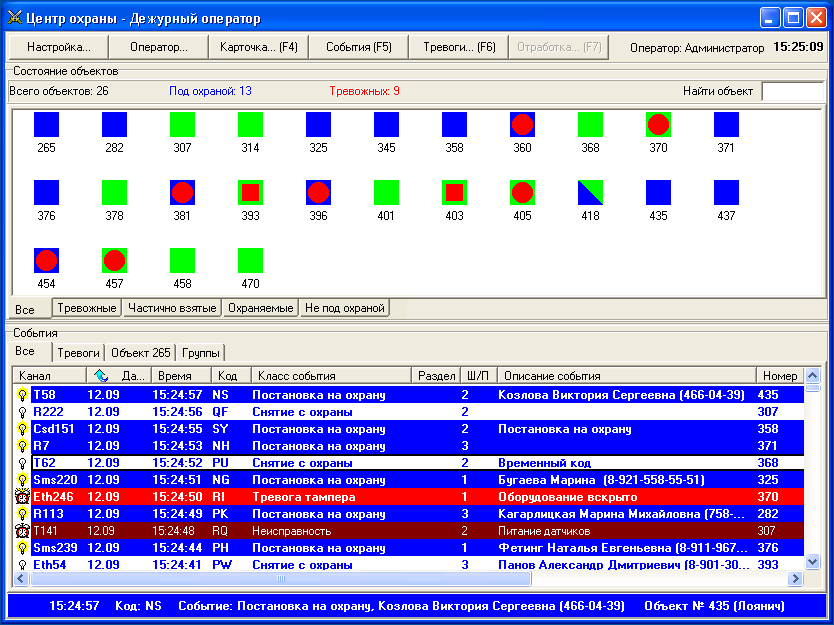 Центр охраны - Дежурный оператор
Настройка... Оператор... Карточка... (F4) События (F5) Тревоги... (F6) Отработка... (F7) Оператор: Администратор 15:25:09
Состояние объектов
Всего объектов: 26 Под охраной: 13 Тревожных: 9 Найти объект
265 282 307 314 325 345 358 360 368 370 371
376 378 381 393 396 401 403 405 418 435 437
454 457 458 470
Все Тревожные Частично взятые Охраняемые Не под охраной
События
Все Тревоги Объект 265 Группы
Канал Да... Время Код Класс события Раздел Ш/П Описание события Номер
T58 12.09 15:24:57 NS Постановка на охрану 2 Козлова Виктория Сергеевна (466-04-39) 435
R222 12.09 15:24:56 QF Снятие с охраны 2 307
Csd151 12.09 15:24:55 SY Постановка на охрану 2 Постановка на охрану 358
R7 12.09 15:24:53 NH Постановка на охрану 3 371
T62 12.09 15:24:52 PU Снятие с охраны 2 Временный код 368
Sms220 12.09 15:24:51 NG Постановка на охрану 1 Бугаева Марина (8-921-558-55-51) 325
Eth246 12.09 15:24:50 RI Тревога тампера 1 Оборудование вскрыто 370
R113 12.09 15:24:49 PK Постановка на охрану 3 Кагарлицкая Марина Михайловна (758-... 282
T141 12.09 15:24:48 RQ Неисправность 2 Питание датчиков 307
Sms239 12.09 15:24:44 PH Постановка на охрану 1 Фетинг Наталья Евгеньевна (8-911-967... 376
Eth54 12.09 15:24:41 PW Снятие с охраны 3 Панов Александр Дмитриевич (8-901-30... 393
15:24:57 Код: NS Событие: Постановка на охрану, Козлова Виктория Сергеевна (466-04-39) Объект № 435 (Лоянич)